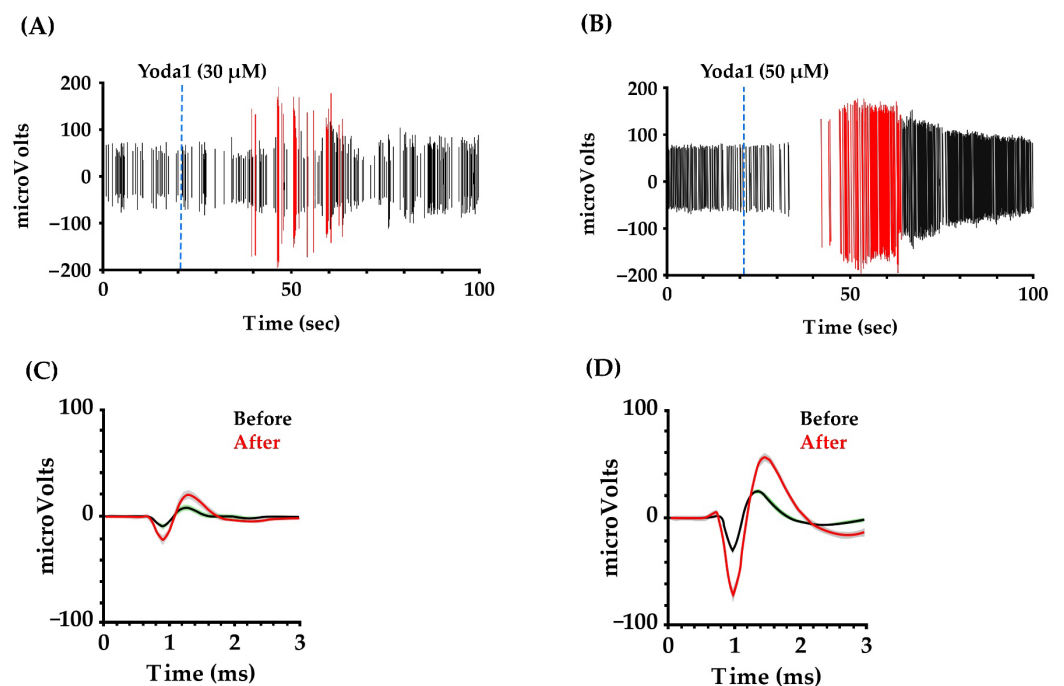 (A)
Yoda1 (30 µM)
microVolts
200
100
0
−100
−200
0
50
100
Time (sec)
(B)
Yoda1 (50 µM)
microVolts
200
100
0
−100
−200
0
50
100
Time (sec)
(C)
microVolts
100
0
−100
Before
After
0
1
2
3
Time (ms)
(D)
microVolts
100
0
−100
Before
After
0
1
2
3
Time (ms)